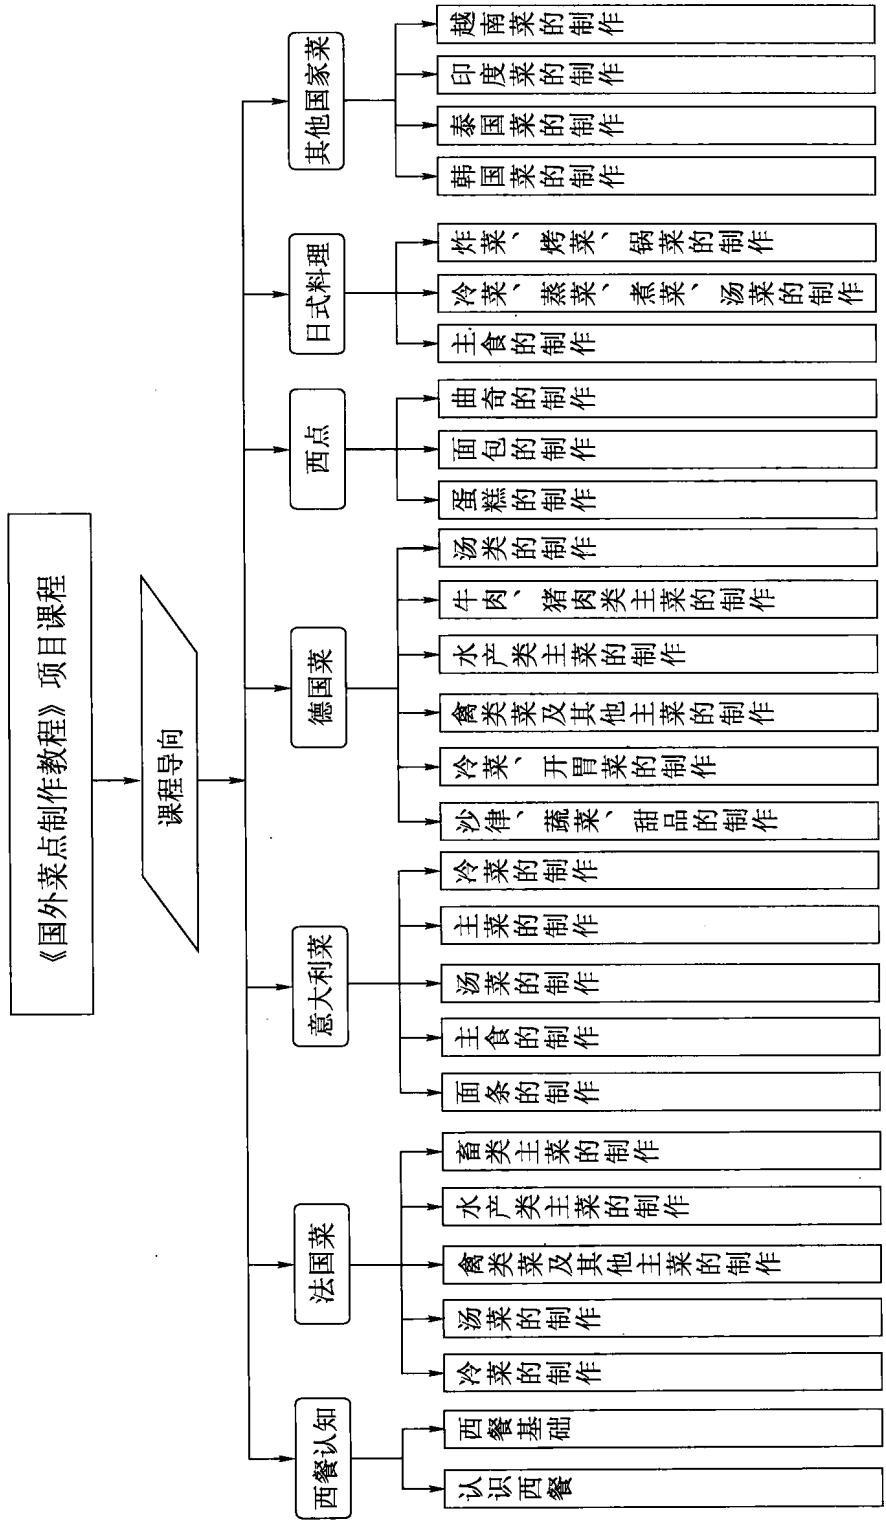 《国外菜点制作教程》项目课程
课程导向
西餐认知
认识西餐
西餐基础
法国菜
冷菜的制作
汤菜的制作
禽类菜及其他主菜的制作
水产类主菜的制作
畜类主菜的制作
意大利菜
面条的制作
主食的制作
汤菜的制作
主菜的制作
冷菜的制作
德国菜
沙律、蔬菜、甜品的制作
冷菜、开胃菜的制作
禽类菜及其他主菜的制作
水产类主菜的制作
牛肉、猪肉类主菜的制作
汤类的制作
西点
蛋糕的制作
面包的制作
曲奇的制作
日式料理
主食的制作
冷菜、蒸菜、煮菜、汤菜的制作
炸菜、烤菜、锅菜的制作
其他国家菜
韩国菜的制作
泰国菜的制作
印度菜的制作
越南菜的制作